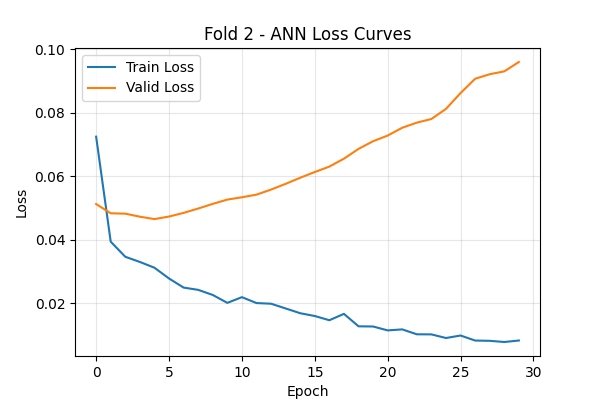 Fold 2 - ANN Loss Curves
Train Loss
Valid Loss
0.10
0.08
0.06
0.04
0.02
Loss
0 5 10 15 20 25 30
Epoch